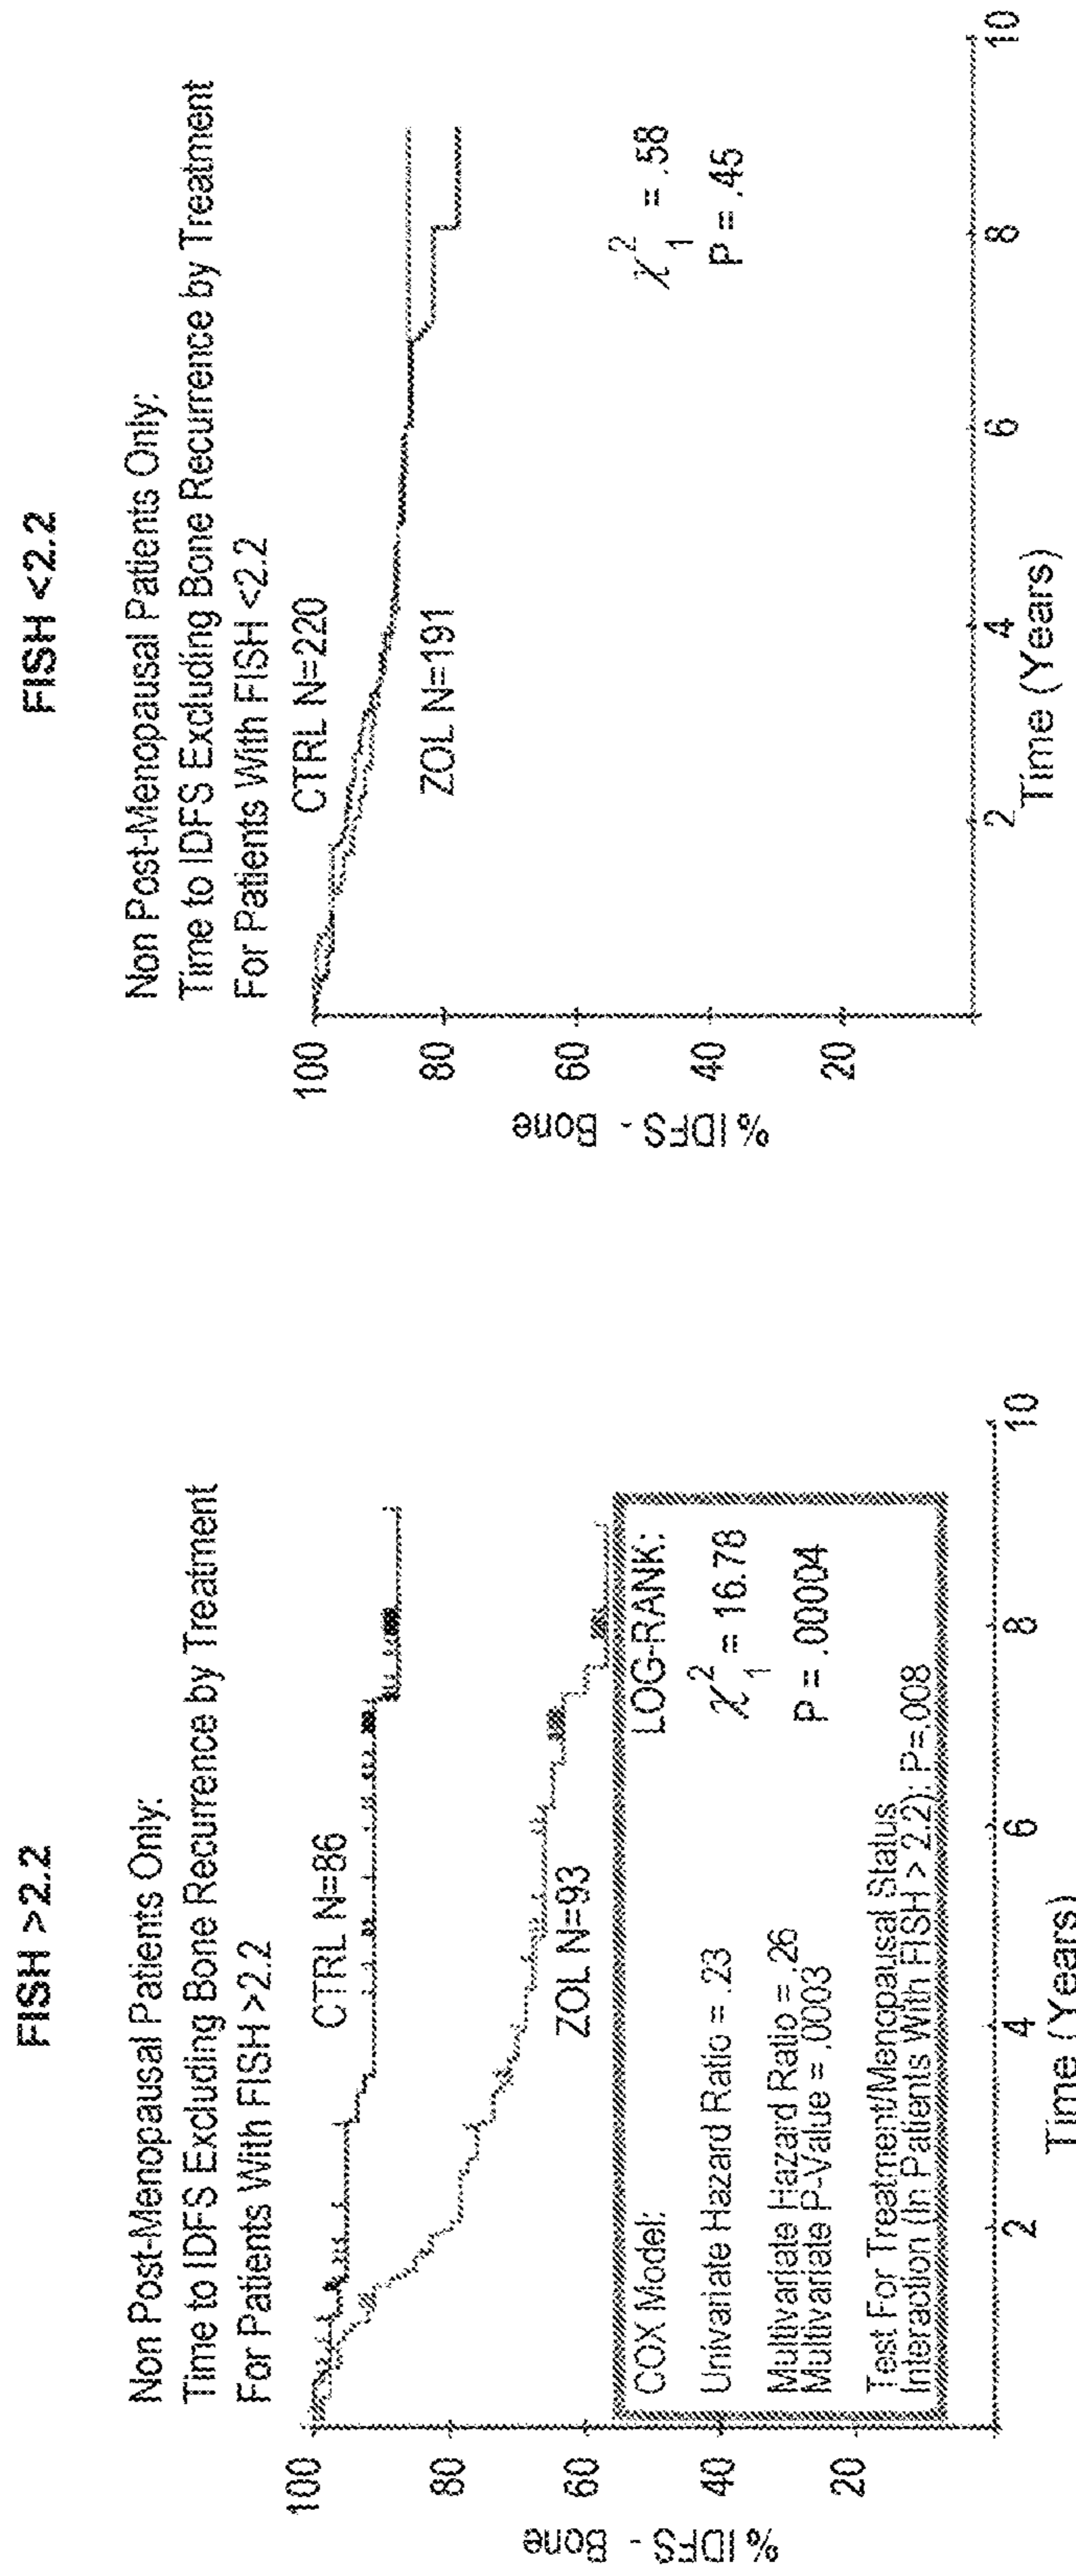 FISH >2.2
Non Post-Menopausal Patients Only:
Time to IDFS Excluding Bone Recurrence by Treatment
For Patients With FISH >2.2
100
80
60
40
20
% IDFS - Bone
CTRL N=86
ZOL N=93
COX Model:
Univariate Hazard Ratio = .23
Multivariate Hazard Ratio = .26
Multivariate P-Value = .0003
Test For Treatment/Menopausal Status
Interaction (In Patients With FISH > 2.2): P=.008
LOG-RANK:
χ²₁ = 16.78
P = .00004
2 4 6 8 10
Time (Years)
FISH <2.2
Non Post-Menopausal Patients Only:
Time to IDFS Excluding Bone Recurrence by Treatment
For Patients With FISH <2.2
100
80
60
40
20
% IDFS - Bone
CTRL N=220
ZOL N=191
χ²₁ = .58
P = .45
2 4 6 8 10
Time (Years)